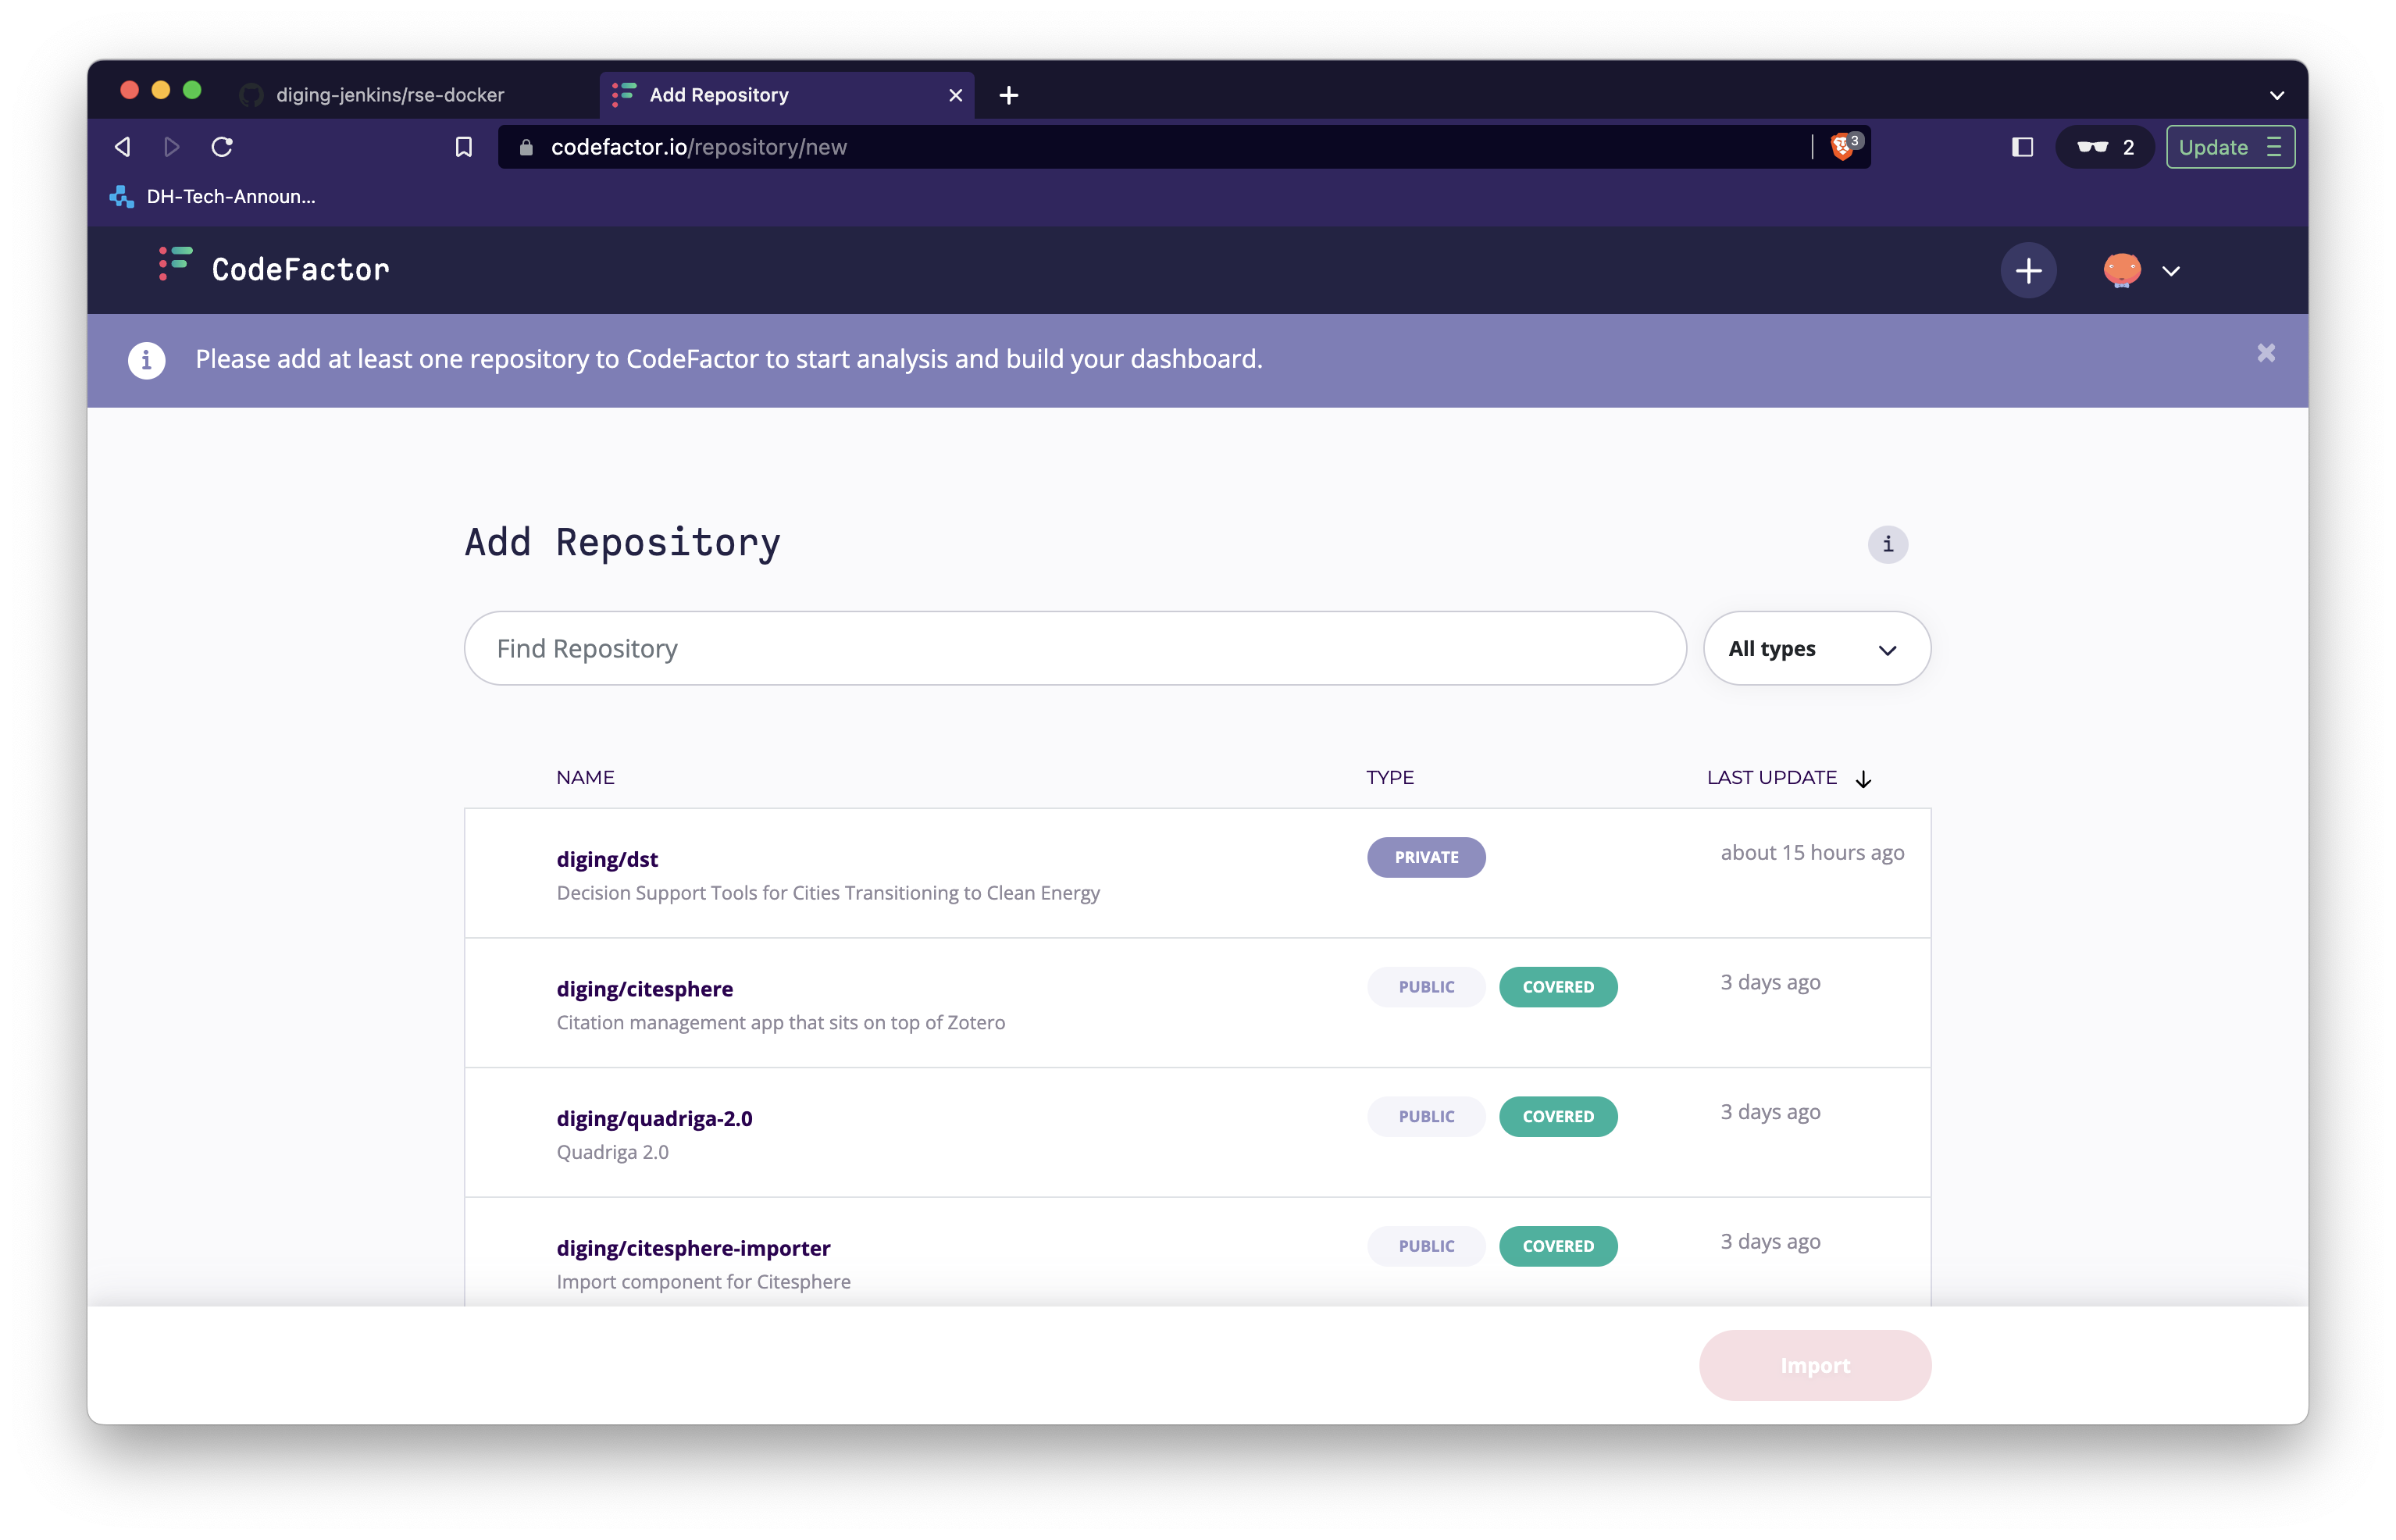 diging-jenkins/rse-docker
Add Repository
codefactor.io/repository/new
3
2
Update
DH-Tech-Announ...
CodeFactor
Please add at least one repository to CodeFactor to start analysis and build your dashboard.
Add Repository
i
Find Repository
All types
NAME TYPE LAST UPDATE
diging/dst PRIVATE about 15 hours ago
Decision Support Tools for Cities Transitioning to Clean Energy
diging/citesphere PUBLIC COVERED 3 days ago
Citation management app that sits on top of Zotero
diging/quadriga-2.0 PUBLIC COVERED 3 days ago
Quadriga 2.0
diging/citesphere-importer PUBLIC COVERED 3 days ago
Import component for Citesphere
Import